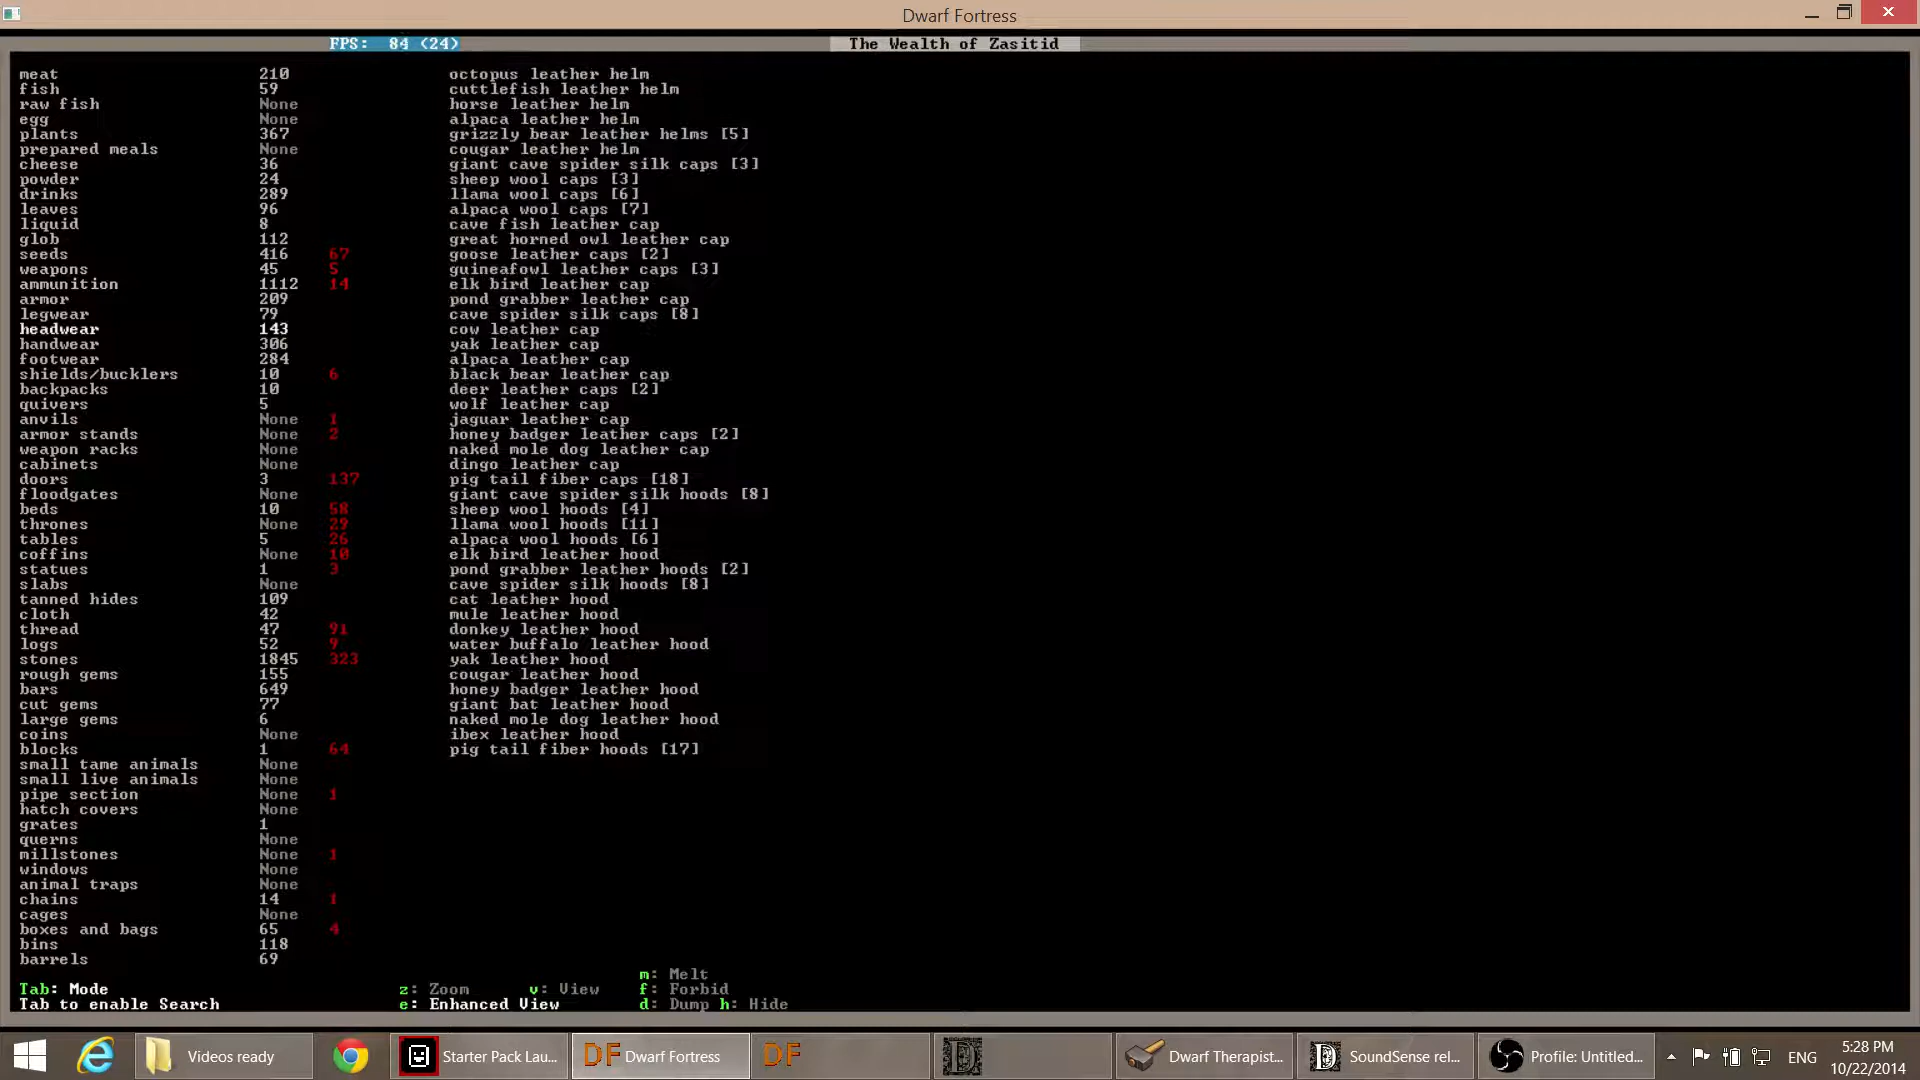 Dwarf Fortress
FPS: 84 (24)
The Wealth of Zasitid
meat 210 octopus leather helm
fish 59 cuttlefish leather helm
raw fish None horse leather helm
egg None alpaca leather helm
plants 367 grizzly bear leather helms [5]
prepared meals None cougar leather helm
cheese 36 giant cave spider silk caps [3]
powder 24 sheep wool caps [3]
drinks 289 llama wool caps [6]
leaves 96 alpaca wool caps [7]
liquid 8 cave fish leather cap
glob 112 great horned owl leather cap
seeds 416 67 goose leather caps [2]
weapons 45 5 guineafowl leather caps [3]
ammunition 1112 14 elk bird leather cap
armor 209 pond grabber leather cap
legwear 79 cave spider silk caps [8]
headwear 143 cow leather cap
handwear 306 yak leather cap
footwear 284 alpaca leather cap
shields/bucklers 10 6 black bear leather cap
backpacks 10 deer leather caps [2]
quivers 5 wolf leather cap
anvils None 1 jaguar leather cap
armor stands None 2 honey badger leather caps [2]
weapon racks None naked mole dog leather cap
cabinets None dingo leather cap
doors 3 137 pig tail fiber caps [18]
floodgates None giant cave spider silk hoods [8]
beds 10 58 sheep wool hoods [4]
thrones None 29 llama wool hoods [11]
tables 5 26 alpaca wool hoods [6]
coffins None 10 elk bird leather hood
statues 1 3 pond grabber leather hoods [2]
slabs None cave spider silk hoods [8]
tanned hides 109 cat leather hood
cloth 42 mule leather hood
thread 47 91 donkey leather hood
logs 52 9 water buffalo leather hood
stones 1845 323 yak leather hood
rough gems 155 cougar leather hood
bars 649 honey badger leather hood
cut gems 77 giant bat leather hood
large gems 6 naked mole dog leather hood
coins None ibex leather hood
blocks 1 64 pig tail fiber hoods [17]
small tame animals None
small live animals None
pipe section None 1
hatch covers None
grates 1
querns None
millstones None 1
windows None
animal traps None
chains 14 1
cages None
boxes and bags 65 4
bins 118
barrels 69
m: Melt
Tab: Mode z: Zoom v: View f: Forbid
Tab to enable Search e: Enhanced View d: Dump h: Hide
Videos ready
Starter Pack Lau...
DF Dwarf Fortress
DF
Dwarf Therapist...
SoundSense rel...
Profile: Untitled...
ENG
5:28 PM
10/22/2014